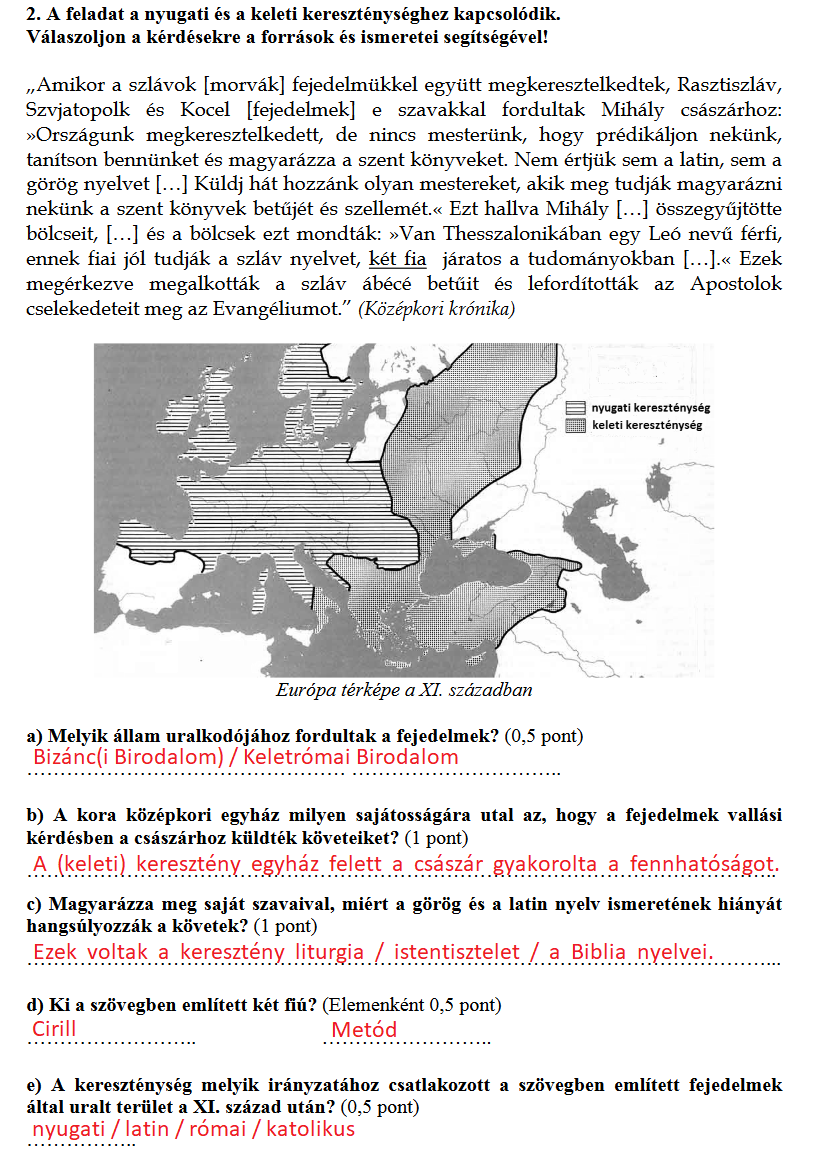 2. A feladat a nyugati és a keleti kereszténységhez kapcsolódik.
Válaszoljon a kérdésekre a források és ismeretei segítségével!
„Amikor a szlávok [morvák] fejedelmükkel együtt megkeresztelkedtek, Rasztiszláv,
Szvjatopolk és Kocel [fejedelmek] e szavakkal fordultak Mihály császárhoz:
»Országunk megkeresztelkedett, de nincs mesterünk, hogy prédikáljon nekünk,
tanítson bennünket és magyarázza a szent könyveket. Nem értjük sem a latin, sem a
görög nyelvet […] Küldj hát hozzánk olyan mestereket, akik meg tudják magyarázni
nekünk a szent könyvek betűjét és szellemét.« Ezt hallva Mihály […] összegyűjtötte
bölcseit, […] és a bölcsek ezt mondták: »Van Thesszalonikában egy Leó nevű férfi,
ennek fiai jól tudják a szláv nyelvet, két fia járatos a tudományokban […].« Ezek
megérkezve megalkották a szláv ábécé betűit és lefordították az Apostolok
cselekedeteit meg az Evangéliumot.” (Középkori krónika)
nyugati kereszténység
keleti kereszténység
Európa térképe a XI. században
a) Melyik állam uralkodójához fordultak a fejedelmek? (0,5 pont)
Bizánc(i Birodalom) / Keletrómai Birodalom
b) A kora középkori egyház milyen sajátosságára utal az, hogy a fejedelmek vallási
kérdésben a császárhoz küldték követeiket? (1 pont)
A (keleti) keresztény egyház felett a császár gyakorolta a fennhatóságot.
c) Magyarázza meg saját szavaival, miért a görög és a latin nyelv ismeretének hiányát
hangsúlyozzák a követek? (1 pont)
Ezek voltak a keresztény liturgia / istentisztelet / a Biblia nyelvei.
d) Ki a szövegben említett két fiú? (Elemenként 0,5 pont)
Cirill Metód
e) A kereszténység melyik irányzatához csatlakozott a szövegben említett fejedelmek
által uralt terület a XI. század után? (0,5 pont)
nyugati / latin / római / katolikus